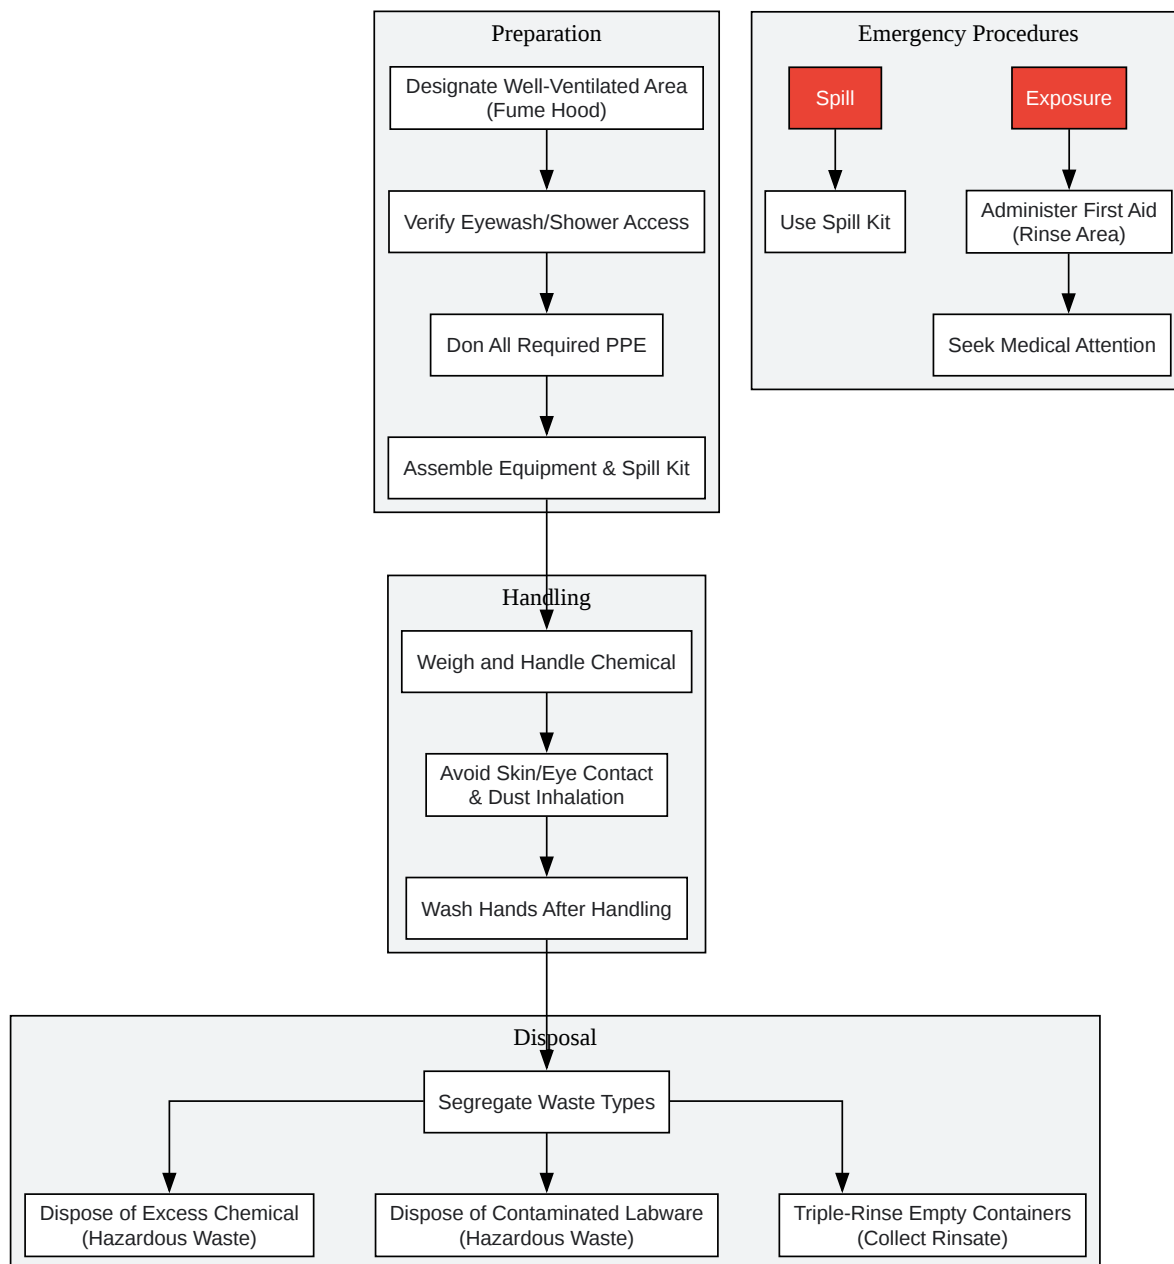 Preparation
Designate Well-Ventilated Area
(Fume Hood)
Verify Eyewash/Shower Access
Don All Required PPE
Assemble Equipment & Spill Kit
Emergency Procedures
Spill
Exposure
Use Spill Kit
Administer First Aid
(Rinse Area)
Seek Medical Attention
Handling
Weigh and Handle Chemical
Avoid Skin/Eye Contact
& Dust Inhalation
Wash Hands After Handling
Disposal
Segregate Waste Types
Dispose of Excess Chemical
(Hazardous Waste)
Dispose of Contaminated Labware
(Hazardous Waste)
Triple-Rinse Empty Containers
(Collect Rinsate)